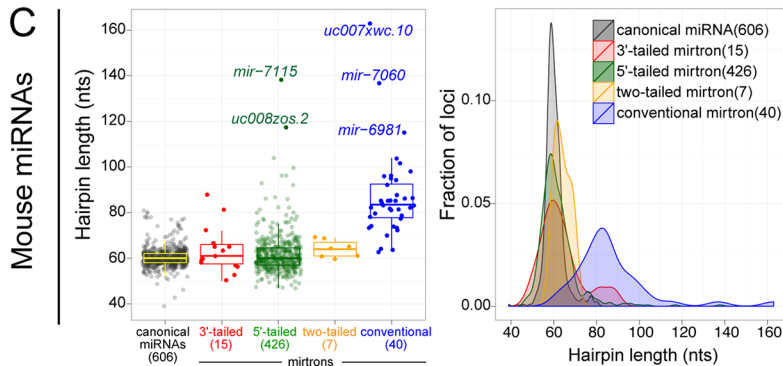 C
Mouse miRNAs
Hairpin length (nts)
160
140
120
100
80
60
40
uc007xwc.10
mir−7115
mir−7060
uc008zos.2
mir−6981
canonical miRNAs (606)
3'-tailed (15)
5'-tailed (426)
two-tailed (7)
conventional (40)
mirtrons
Fraction of loci
0.10
0.05
0.00
canonical miRNA(606)
3'-tailed mirtron(15)
5'-tailed mirtron(426)
two-tailed mirtron(7)
conventional mirtron(40)
40 60 80 100 120 140 160
Hairpin length (nts)